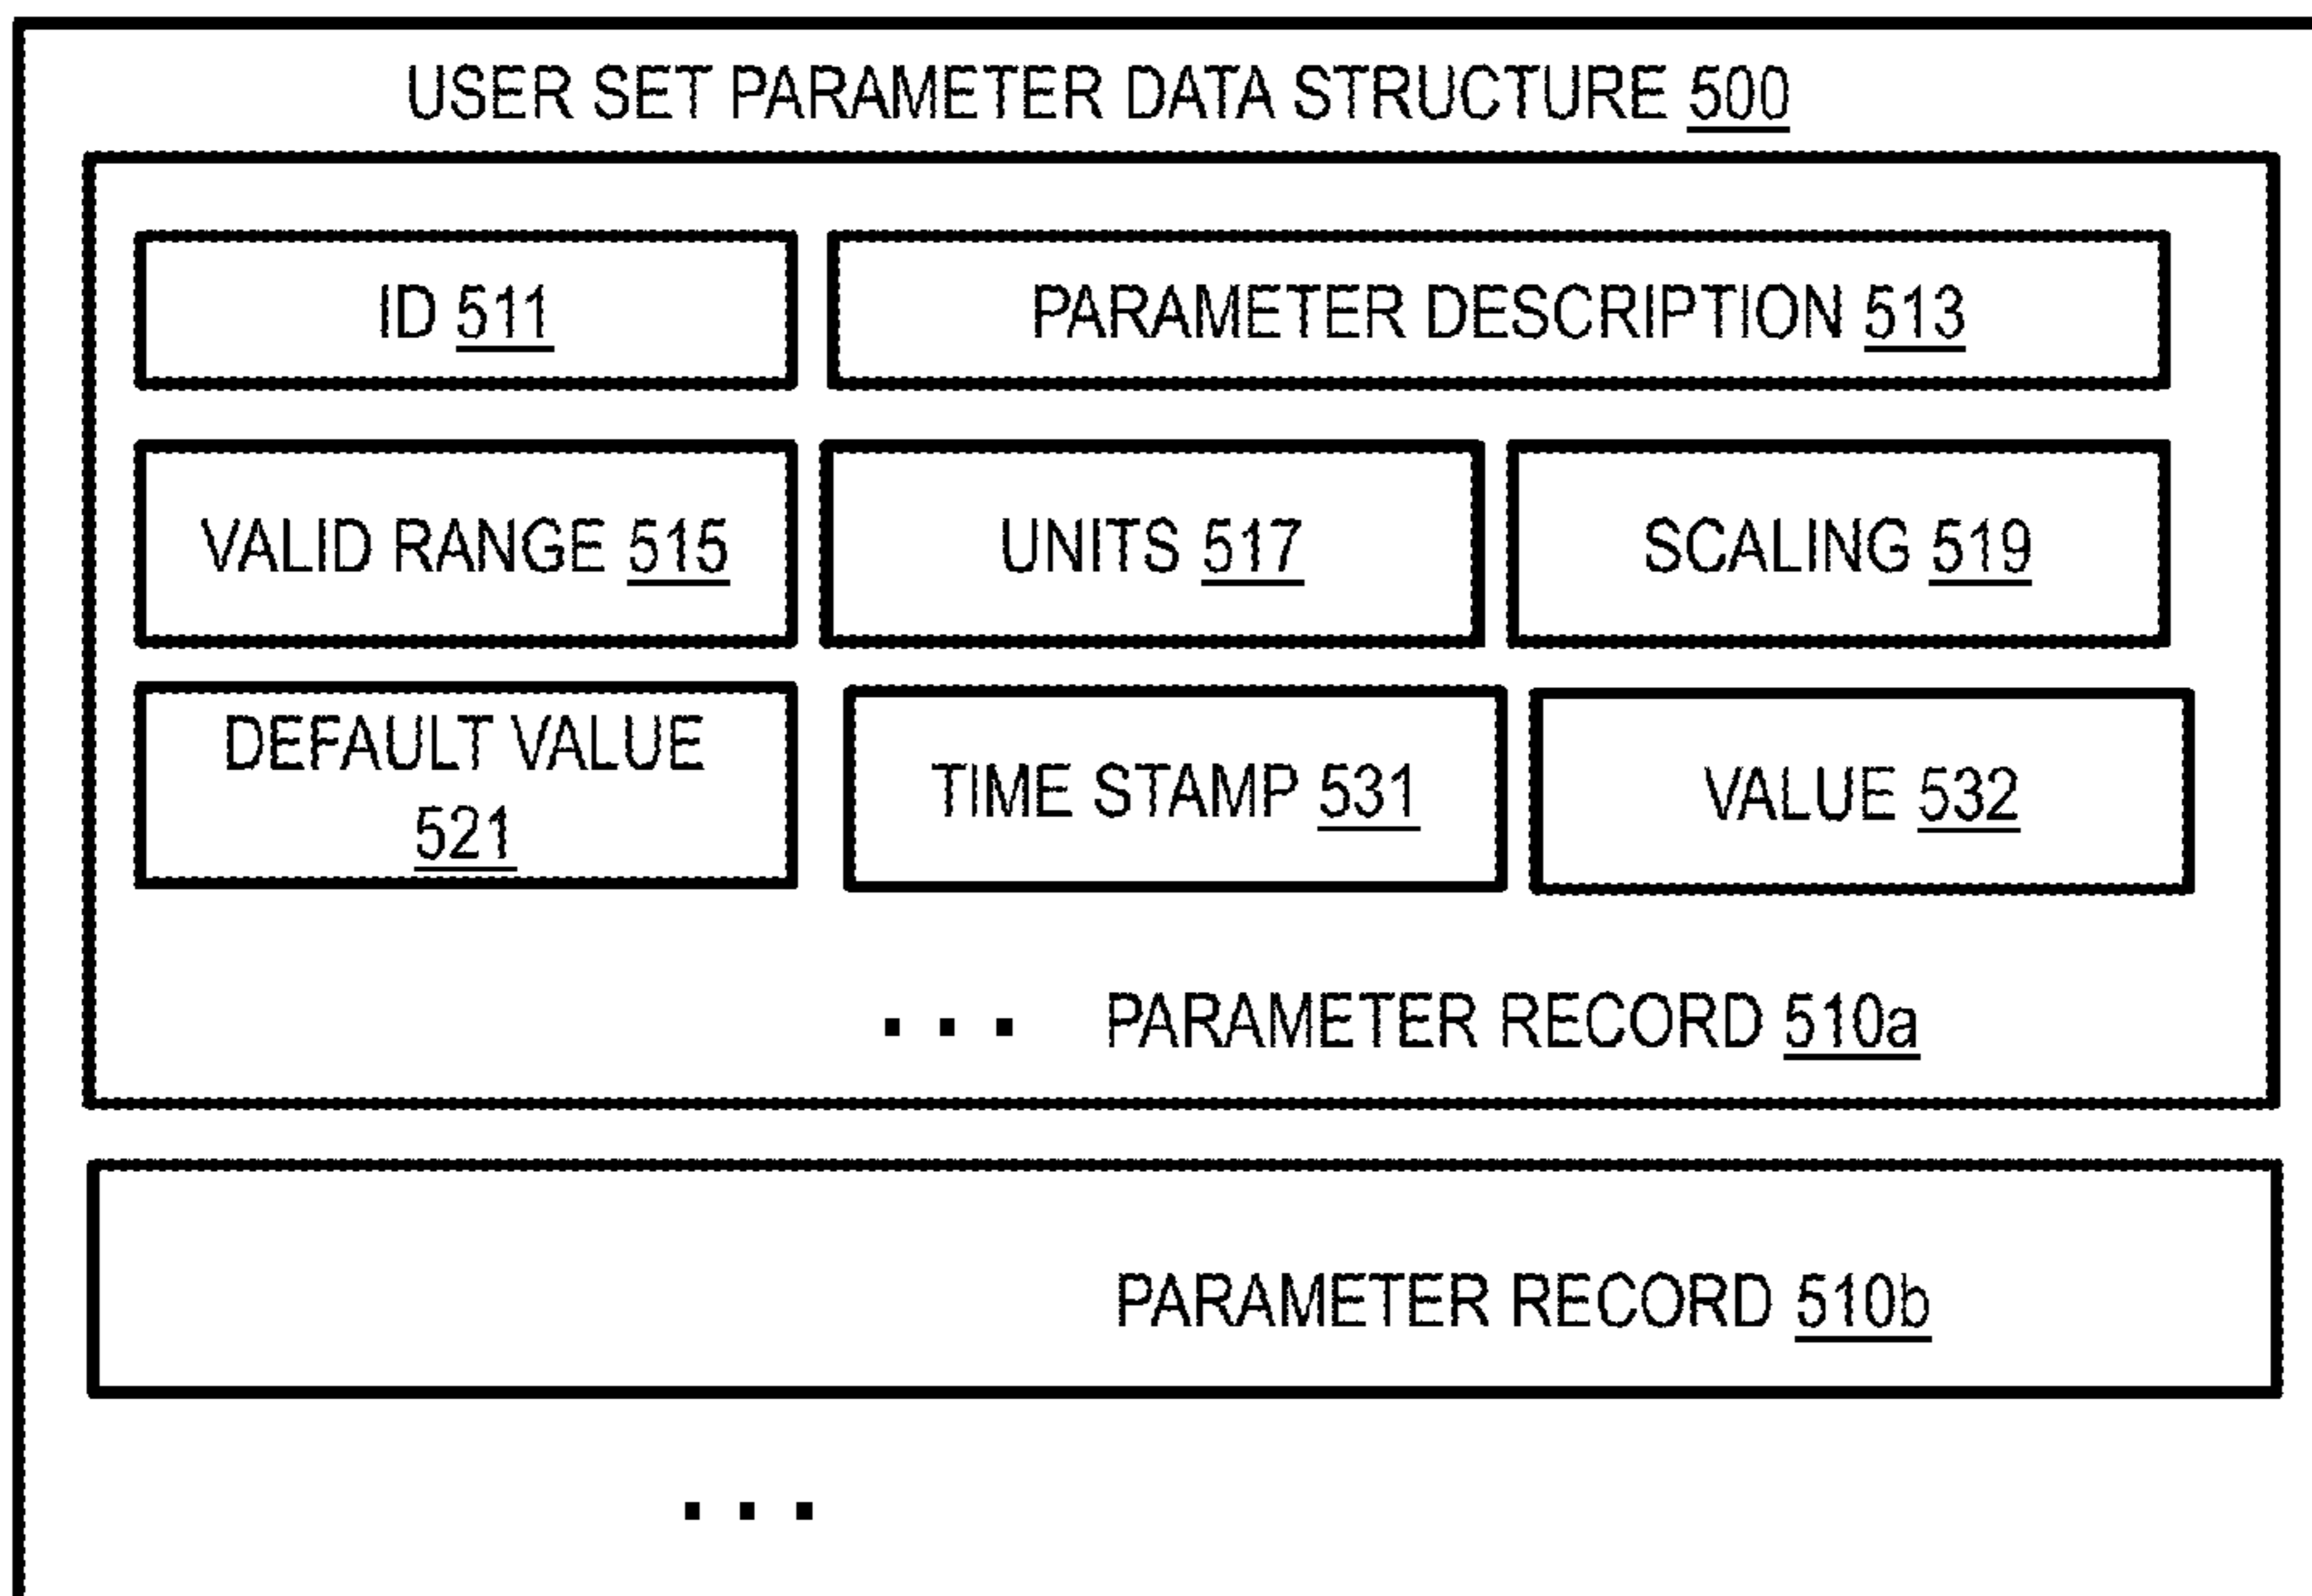 USER SET PARAMETER DATA STRUCTURE 500
ID 511
PARAMETER DESCRIPTION 513
VALID RANGE 515
UNITS 517
SCALING 519
DEFAULT VALUE
521
TIME STAMP 531
VALUE 532
... PARAMETER RECORD 510a
PARAMETER RECORD 510b
...